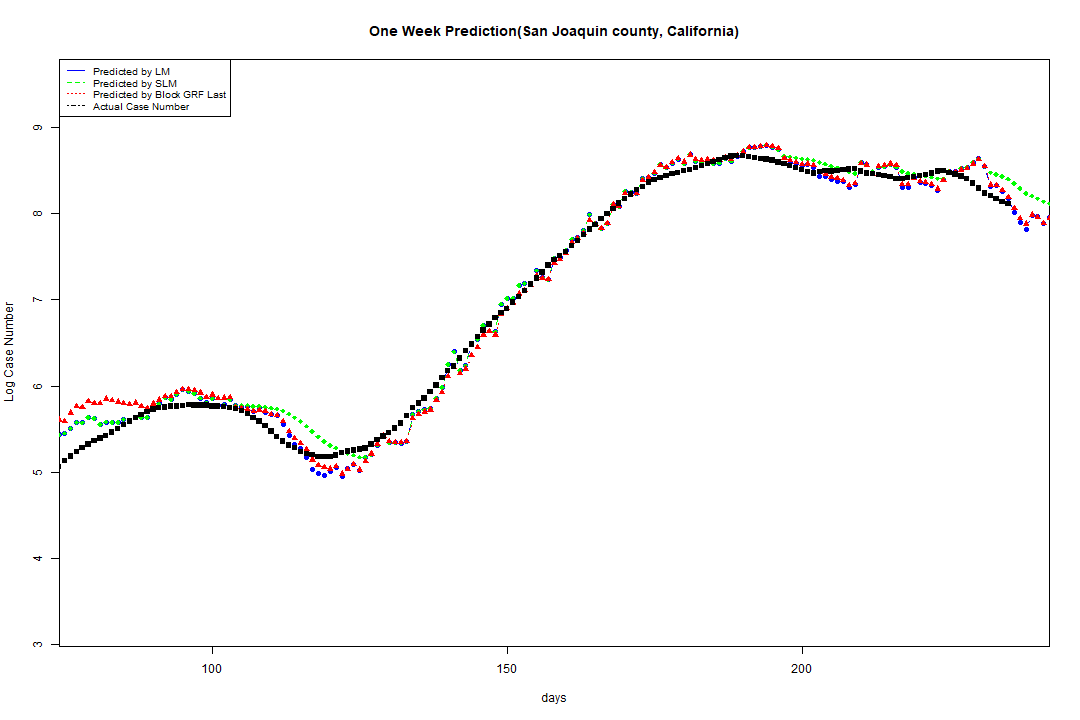 One Week Prediction(San Joaquin county, California)
Predicted by LM
Predicted by SLM
Predicted by Block GRF Last
Actual Case Number
Log Case Number
9
8
7
6
5
4
3
100
150
200
days